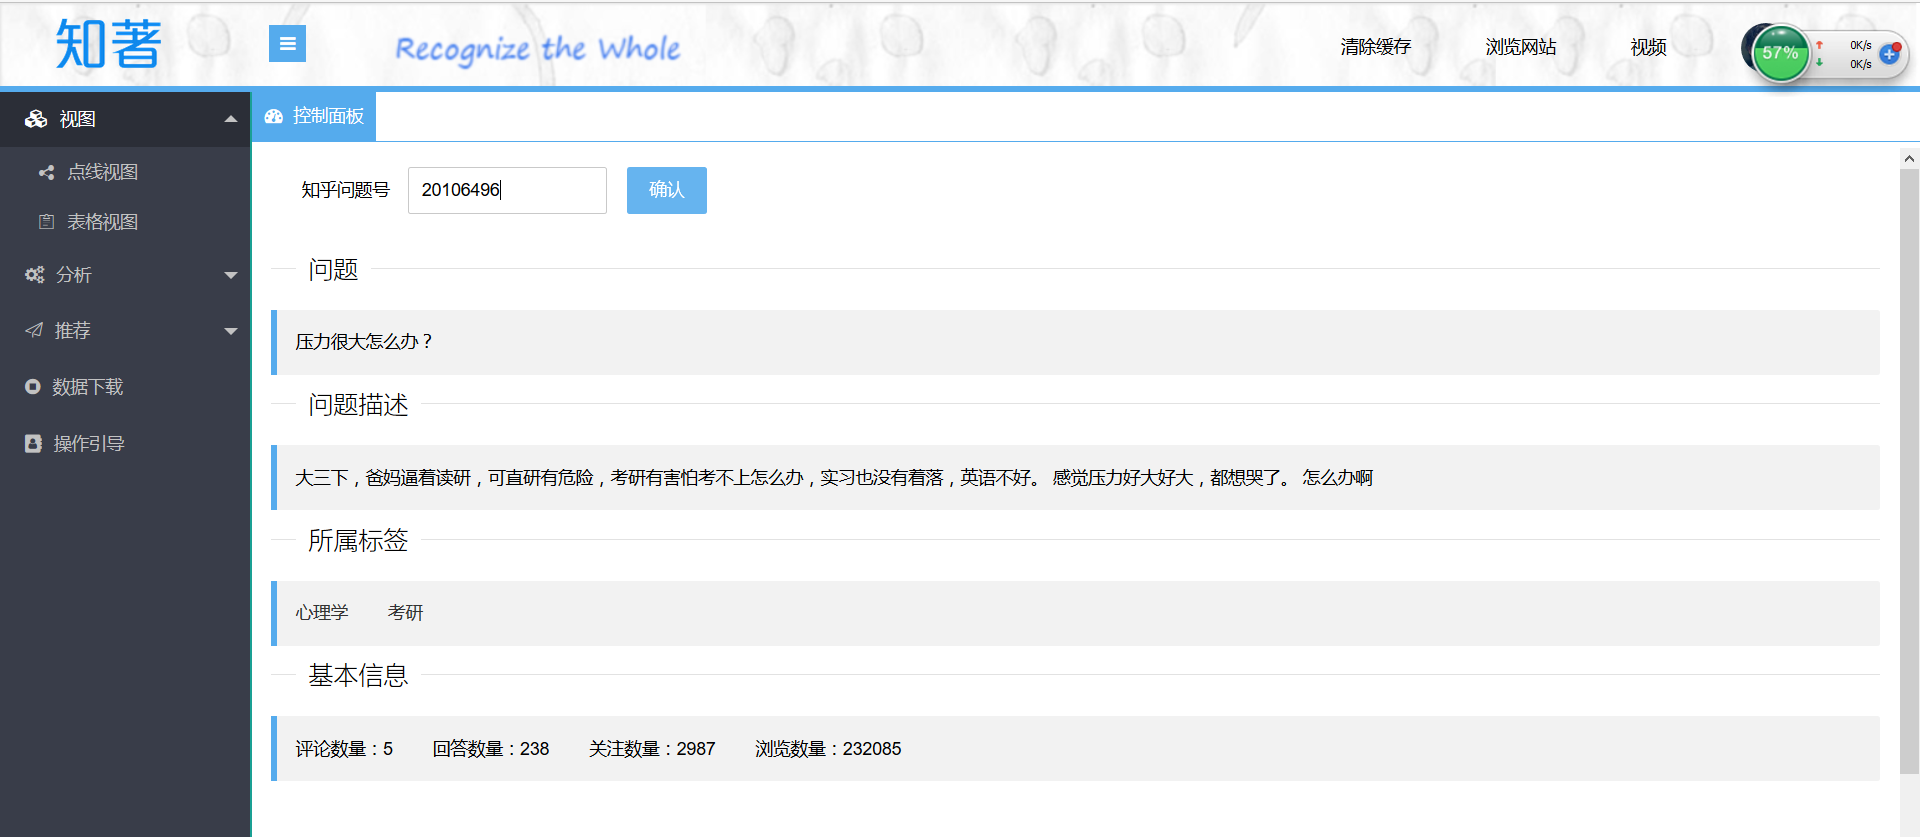 知著
Recognize the Whole
清除缓存 浏览网站 视频
57%
0K/s
0K/s
视图
控制面板
点线视图
表格视图
分析
推荐
数据下载
操作引导
知乎问题号 20106496 确认
问题
压力很大怎么办？
问题描述
大三下，爸妈逼着读研，可直研有危险，考研有害怕考不上怎么办，实习也没有着落，英语不好。 感觉压力好大好大，都想哭了。 怎么办啊
所属标签
心理学 考研
基本信息
评论数量：5 回答数量：238 关注数量：2987 浏览数量：232085